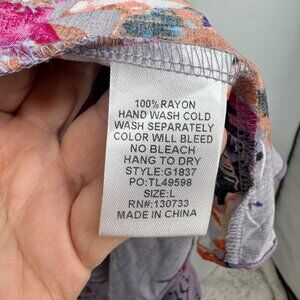 100% RAYON
HAND WASH COLD
WASH SEPARATELY
COLOR WILL BLEED
NO BLEACH
HANG TO DRY
STYLE:G1837
PO:TL49598
SIZE:L
RN#:130733
MADE IN CHINA